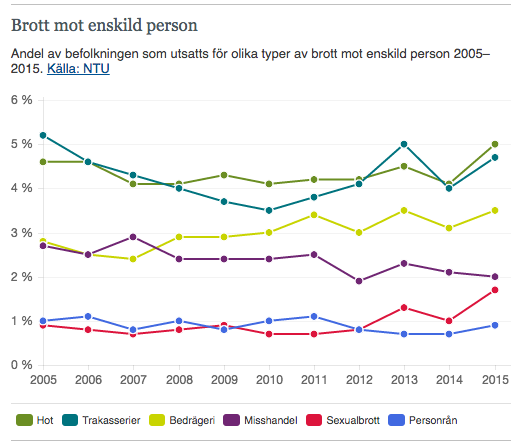 Brott mot enskild person
Andel av befolkningen som utsatts för olika typer av brott mot enskild person 2005–
2015. Källa: NTU
6 %
5 %
4 %
3 %
2 %
1 %
0 %
2005 2006 2007 2008 2009 2010 2011 2012 2013 2014 2015
Hot Trakasserier Bedrägeri Misshandel Sexualbrott Personrån